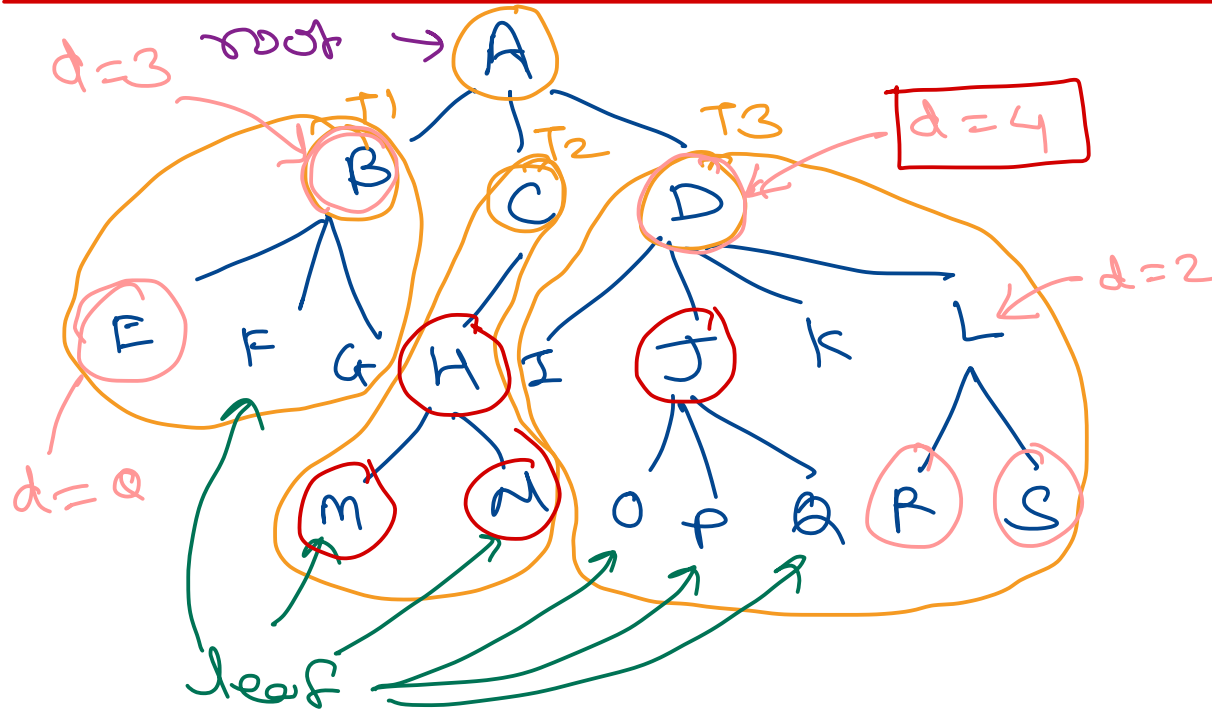 root A
d=3
T1 T2 T3
d=4
B C D
d=2
E F G H I J K L
d=0
M N O P Q R S
leaf